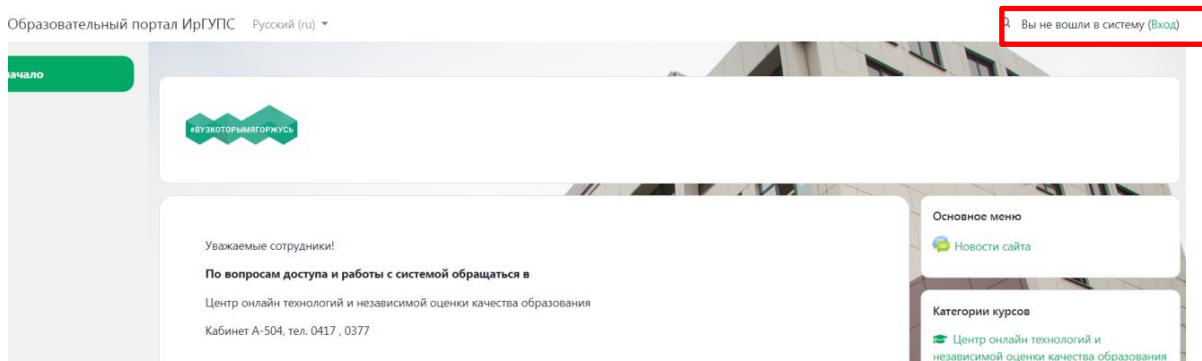 Образовательный портал ИрГУПС Русский (ru)
Вы не вошли в систему (Вход)
начало
#ВУЗКОТОРЫМЯГОРЖУСЬ
Уважаемые сотрудники!
По вопросам доступа и работы с системой обращаться в
Центр онлайн технологий и независимой оценки качества образования
Кабинет А-504, тел. 0417 , 0377
Основное меню
Новости сайта
Категории курсов
Центр онлайн технологий и
независимой оценки качества образования